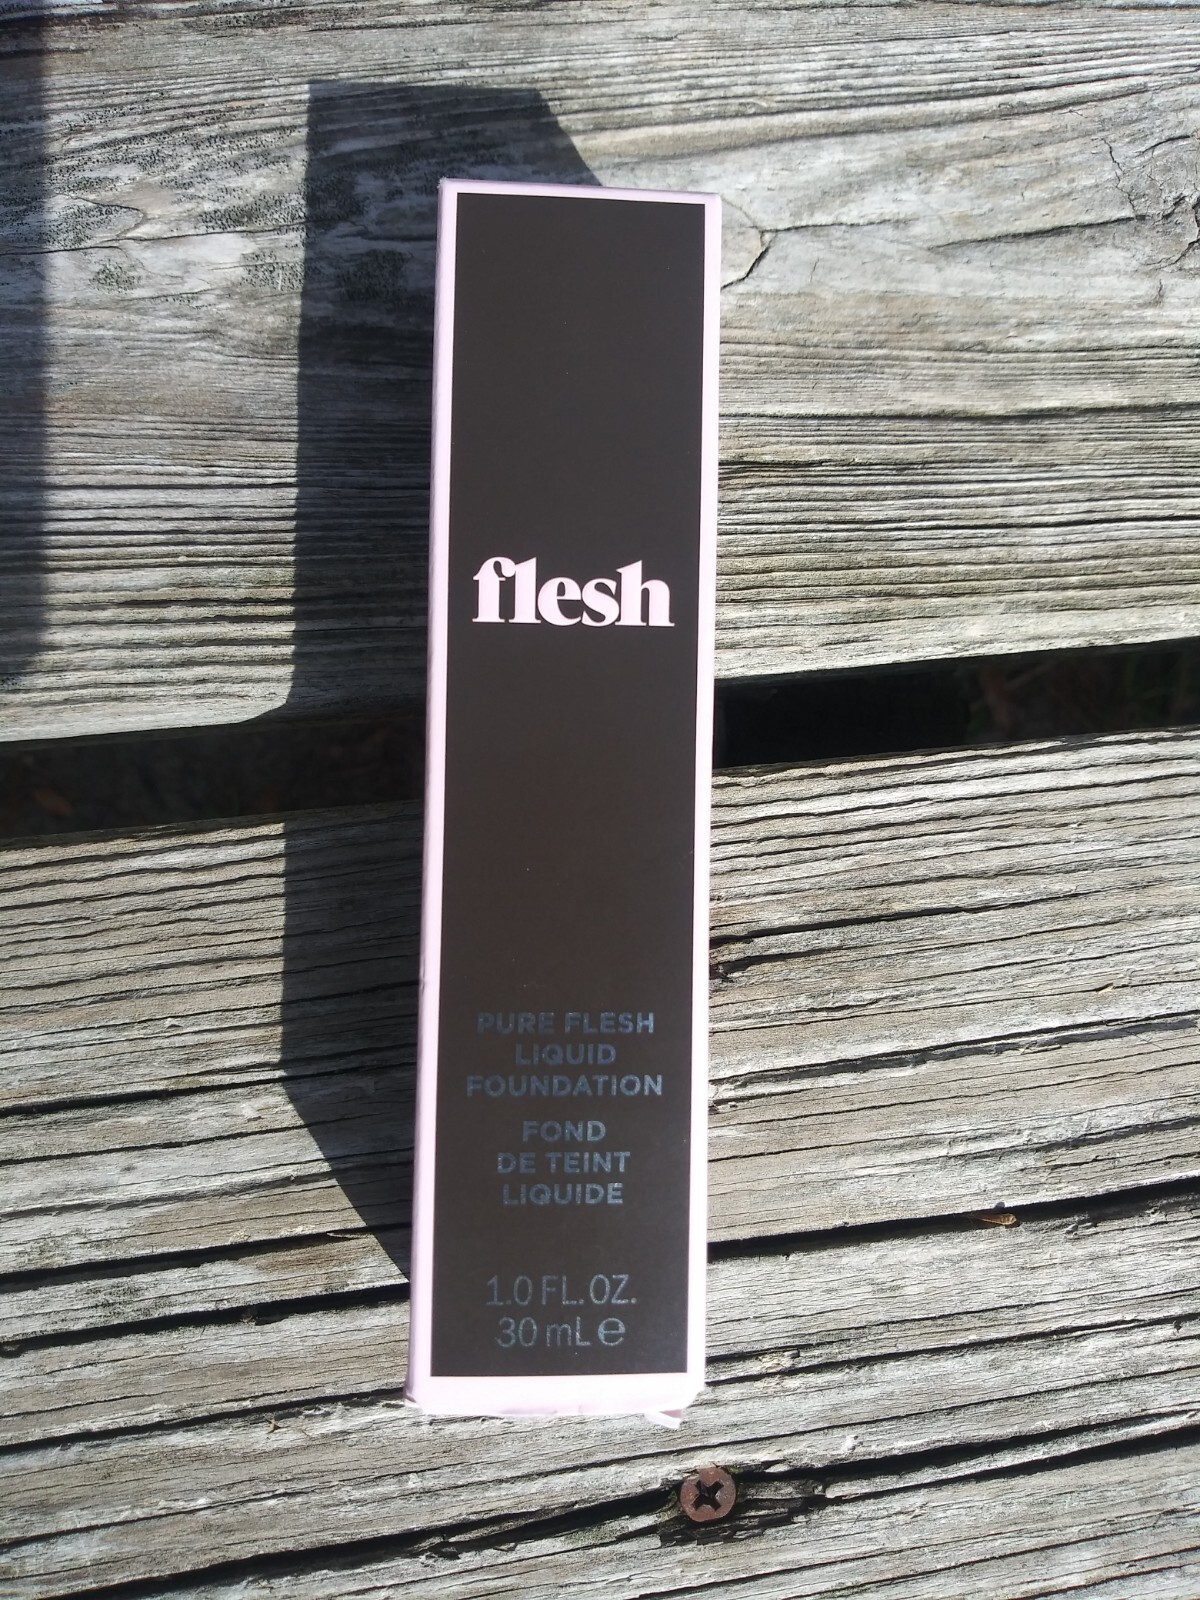 flesh
PURE FLESH
LIQUID
FOUNDATION
FOND
DE TEINT
LIQUIDE
1.0 FL. OZ.
30 mL ℮